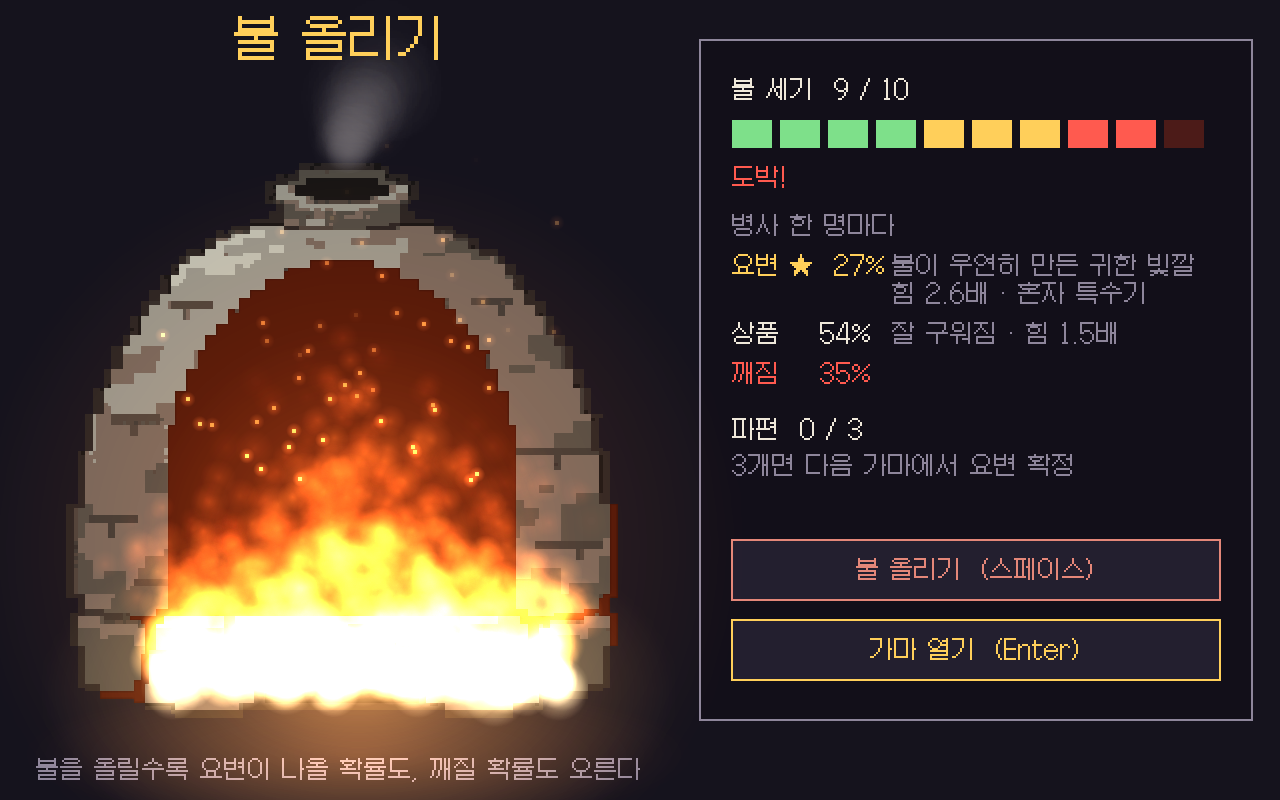 불 올리기
불 세기 9 / 10
도박!
병사 한 명마다
요변 ★ 27% 불이 우연히 만든 귀한 빛깔
힘 2.6배 · 혼자 특수기
상품 54% 잘 구워짐 · 힘 1.5배
깨짐 35%
파편 0 / 3
3개면 다음 가마에서 요변 확정
불 올리기 (스페이스)
가마 열기 (Enter)
불을 올릴수록 요변이 나올 확률도, 깨질 확률도 오른다